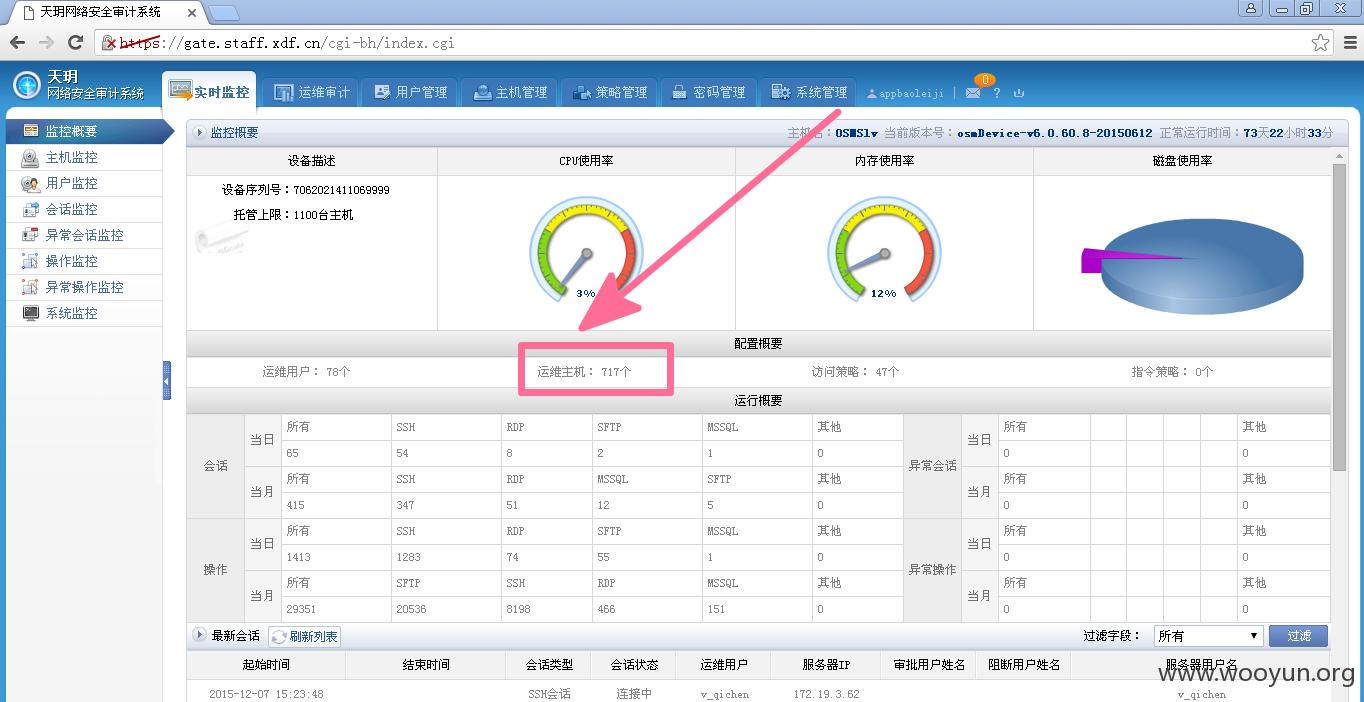 天玥网络安全审计系统
https://gate.staff.xdf.cn/cgi-bh/index.cgi
天玥
网络安全审计系统
实时监控 运维审计 用户管理 主机管理 策略管理 密码管理 系统管理 appbaoleiji | 0 ?
监控概要
主机监控
用户监控
会话监控
异常会话监控
操作监控
异常操作监控
系统监控
监控概要 主机名：OSMSlv 当前版本号：osmDevice-v6.0.60.8-20150612 正常运行时间：73天22小时33分
设备描述 CPU使用率 内存使用率 磁盘使用率
设备序列号：7062021411069999
托管上限：1100台主机
3% 12%
配置概要
运维用户： 78个 运维主机： 717个 访问策略： 47个 指令策略： 0个
运行概要
会话 当日 所有 SSH RDP SFTP MSSQL 其他 异常会话 当日 所有 其他
65 54 8 2 1 0 0 0
当月 所有 SSH RDP MSSQL SFTP 其他 当月 所有 其他
415 347 51 12 5 0 0 0
操作 当日 所有 SSH RDP SFTP MSSQL 其他 异常操作 当日 所有 其他
1413 1283 74 55 1 0 0 0
当月 所有 SFTP SSH RDP MSSQL 其他 当月 所有 其他
29351 20536 8198 466 151 0 0 0
最新会话 刷新列表 过滤字段： 所有 过滤
起始时间 结束时间 会话类型 会话状态 运维用户 服务器IP 审批用户姓名 阻断用户姓名 服务器用户名
www.wooyun.org
2015-12-07 15:23:48 SSH会话 连接中 v_qichen 172.19.3.62 v_qichen